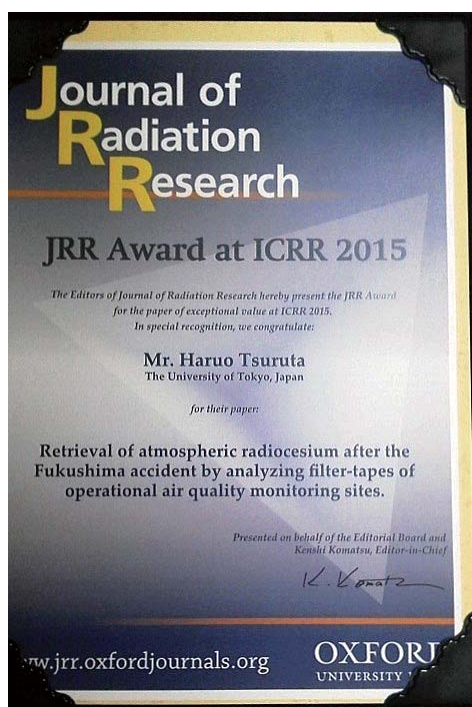 Journal of
Radiation
Research
JRR Award at ICRR 2015
The Editors of Journal of Radiation Research hereby present the JRR Award
for the paper of exceptional value at ICRR 2015.
In special recognition, we congratulate:
Mr. Haruo Tsuruta
The University of Tokyo, Japan
for their paper:
Retrieval of atmospheric radiocesium after the
Fukushima accident by analyzing filter-tapes of
operational air quality monitoring sites.
Presented on behalf of the Editorial Board and
Kenshi Komatsu, Editor-in-Chief
w.jrr.oxfordjournals.org
OXFOR
UNIVERSITY